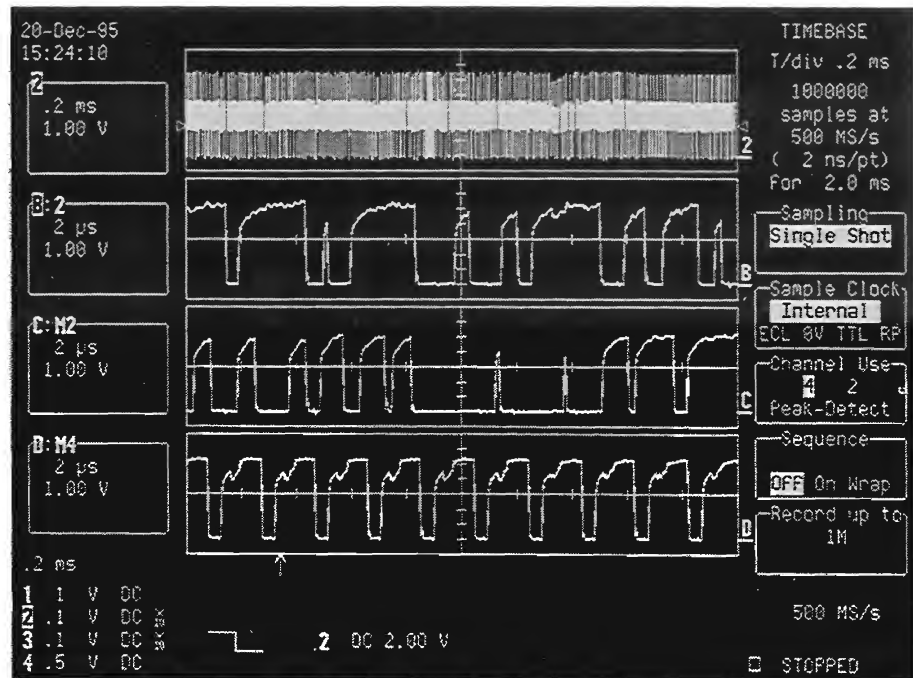 20-Dec-95
15:24:10
2
.2 ms
1.00 V
B:2
2 µs
1.00 V
C:M2
2 µs
1.00 V
D:M4
2 µs
1.00 V
.2 ms
1 .1 V DC
2 .1 V DC
3 .1 V DC
4 .5 V DC
.2 DC 2.00 V
2
B
C
D
TIMEBASE
T/div .2 ms
1000000
samples at
500 MS/s
( 2 ns/pt)
For 2.0 ms
Sampling
Single Shot
Sample Clock
Internal
ECL 0V TTL RP
Channel Use
4 2
Peak-Detect
Sequence
OFF On Wrap
Record up to
1M
500 MS/s
STOPPED